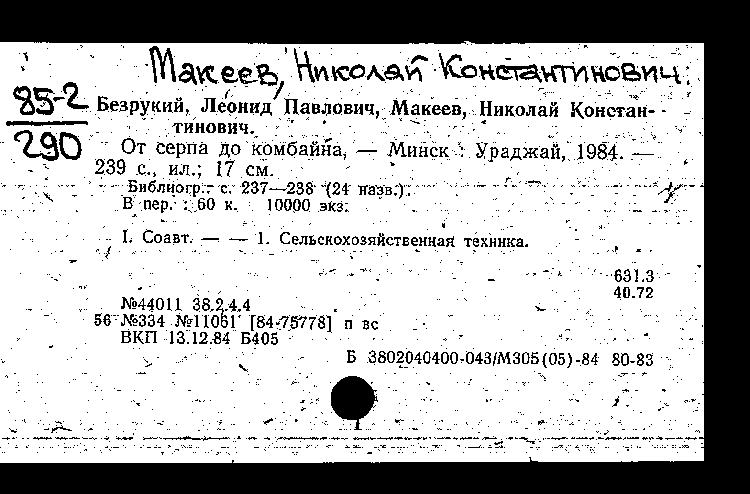 Макеев, Николай Константинович.
85-2
290
Безрукий, Леонид Павлович, Макеев, Николай Констан-
тинович.
От серпа до комбайна, — Минск : Ураджай, 1984. —
239 с., ил.; 17 см.
Библиогр.: с. 237—238 (24 назв.).
В пер. : 60 к. 10000 экз.
I. Соавт. — — 1. Сельскохозяйственная техника.
631.3
40.72
№44011 38.2.4.4
56 №334 №11061 [84-75778] п вс
ВКП 13.12.84 Б405
Б 3802040400-043/М305(05)-84 80-83